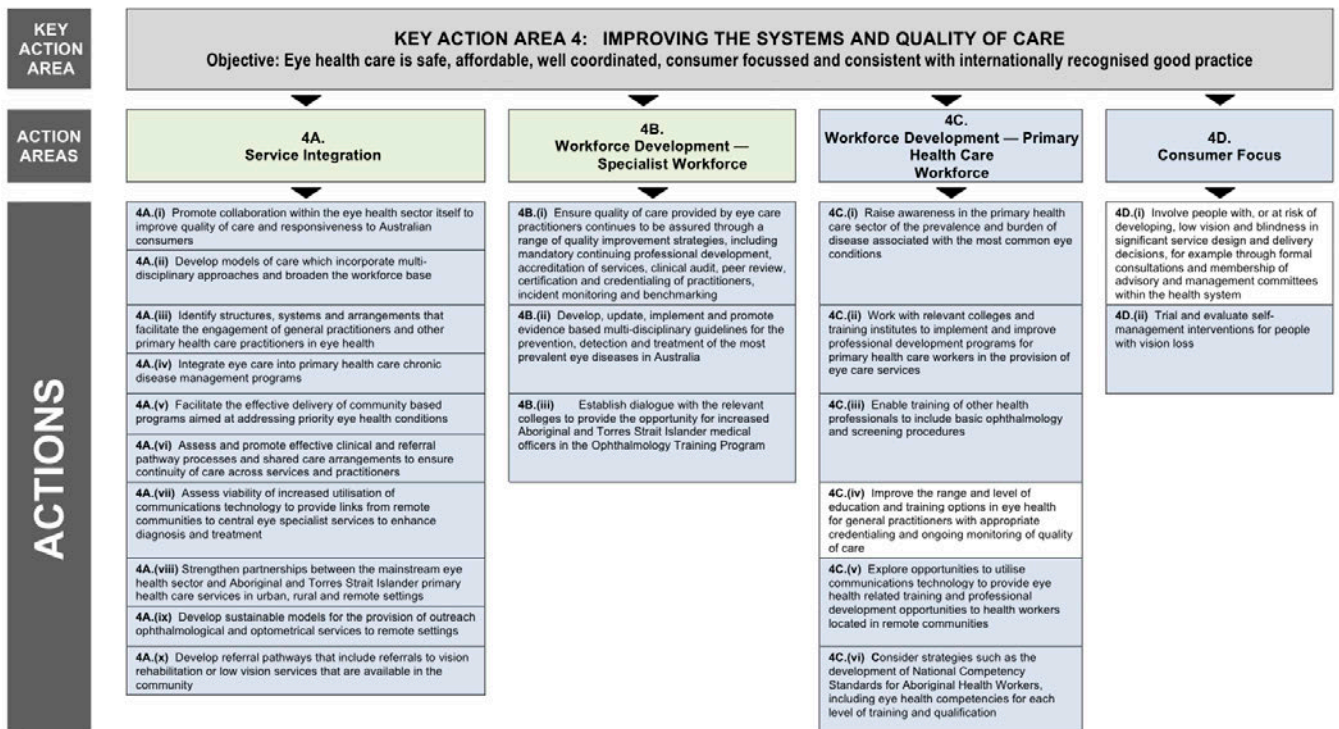 KEY
ACTION
AREA
KEY ACTION AREA 4: IMPROVING THE SYSTEMS AND QUALITY OF CARE
Objective: Eye health care is safe, affordable, well coordinated, consumer focussed and consistent with internationally recognised good practice
ACTION
AREAS
4A.
Service Integration
4B.
Workforce Development —
Specialist Workforce
4C.
Workforce Development — Primary
Health Care
Workforce
4D.
Consumer Focus
ACTIONS
4A.(i) Promote collaboration within the eye health sector itself to
improve quality of care and responsiveness to Australian
consumers
4A.(ii) Develop models of care which incorporate multi-
disciplinary approaches and broaden the workforce base
4A.(iii) Identify structures, systems and arrangements that
facilitate the engagement of general practitioners and other
primary health care practitioners in eye health
4A.(iv) Integrate eye care into primary health care chronic
disease management programs
4A.(v) Facilitate the effective delivery of community based
programs aimed at addressing priority eye health conditions
4A.(vi) Assess and promote effective clinical and referral
pathway processes and shared care arrangements to ensure
continuity of care across services and practitioners
4A.(vii) Assess viability of increased utilisation of
communications technology to provide links from remote
communities to central eye specialist services to enhance
diagnosis and treatment
4A.(viii) Strengthen partnerships between the mainstream eye
health sector and Aboriginal and Torres Strait Islander primary
health care services in urban, rural and remote settings
4A.(ix) Develop sustainable models for the provision of outreach
ophthalmological and optometrical services to remote settings
4A.(x) Develop referral pathways that include referrals to vision
rehabilitation or low vision services that are available in the
community
4B.(i) Ensure quality of care provided by eye care
practitioners continues to be assured through a
range of quality improvement strategies, including
mandatory continuing professional development,
accreditation of services, clinical audit, peer review,
certification and credentialing of practitioners,
incident monitoring and benchmarking
4B.(ii) Develop, update, implement and promote
evidence based multi-disciplinary guidelines for the
prevention, detection and treatment of the most
prevalent eye diseases in Australia
4B.(iii) Establish dialogue with the relevant
colleges to provide the opportunity for increased
Aboriginal and Torres Strait Islander medical
officers in the Ophthalmology Training Program
4C.(i) Raise awareness in the primary health
care sector of the prevalence and burden of
disease associated with the most common eye
conditions
4C.(ii) Work with relevant colleges and
training institutes to implement and improve
professional development programs for
primary health care workers in the provision of
eye care services
4C.(iii) Enable training of other health
professionals to include basic ophthalmology
and screening procedures
4C.(iv) Improve the range and level of
education and training options in eye health
for general practitioners with appropriate
credentialing and ongoing monitoring of quality
of care
4C.(v) Explore opportunities to utilise
communications technology to provide eye
health related training and professional
development opportunities to health workers
located in remote communities
4C.(vi) Consider strategies such as the
development of National Competency
Standards for Aboriginal Health Workers,
including eye health competencies for each
level of training and qualification
4D.(i) Involve people with, or at risk of
developing, low vision and blindness in
significant service design and delivery
decisions, for example through formal
consultations and membership of
advisory and management committees
within the health system
4D.(ii) Trial and evaluate self-
management interventions for people
with vision loss